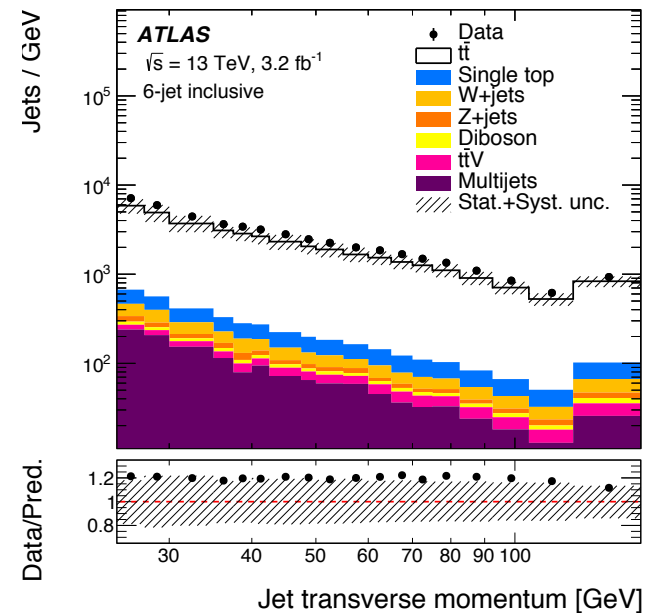 Jets / GeV
ATLAS
√s = 13 TeV, 3.2 fb⁻¹
6-jet inclusive
Data
tt̄
Single top
W+jets
Z+jets
Diboson
tt̄V
Multijets
Stat.+Syst. unc.
10⁵
10⁴
10³
10²
Data/Pred.
1.2
1
0.8
30 40 50 60 70 80 90 100
Jet transverse momentum [GeV]